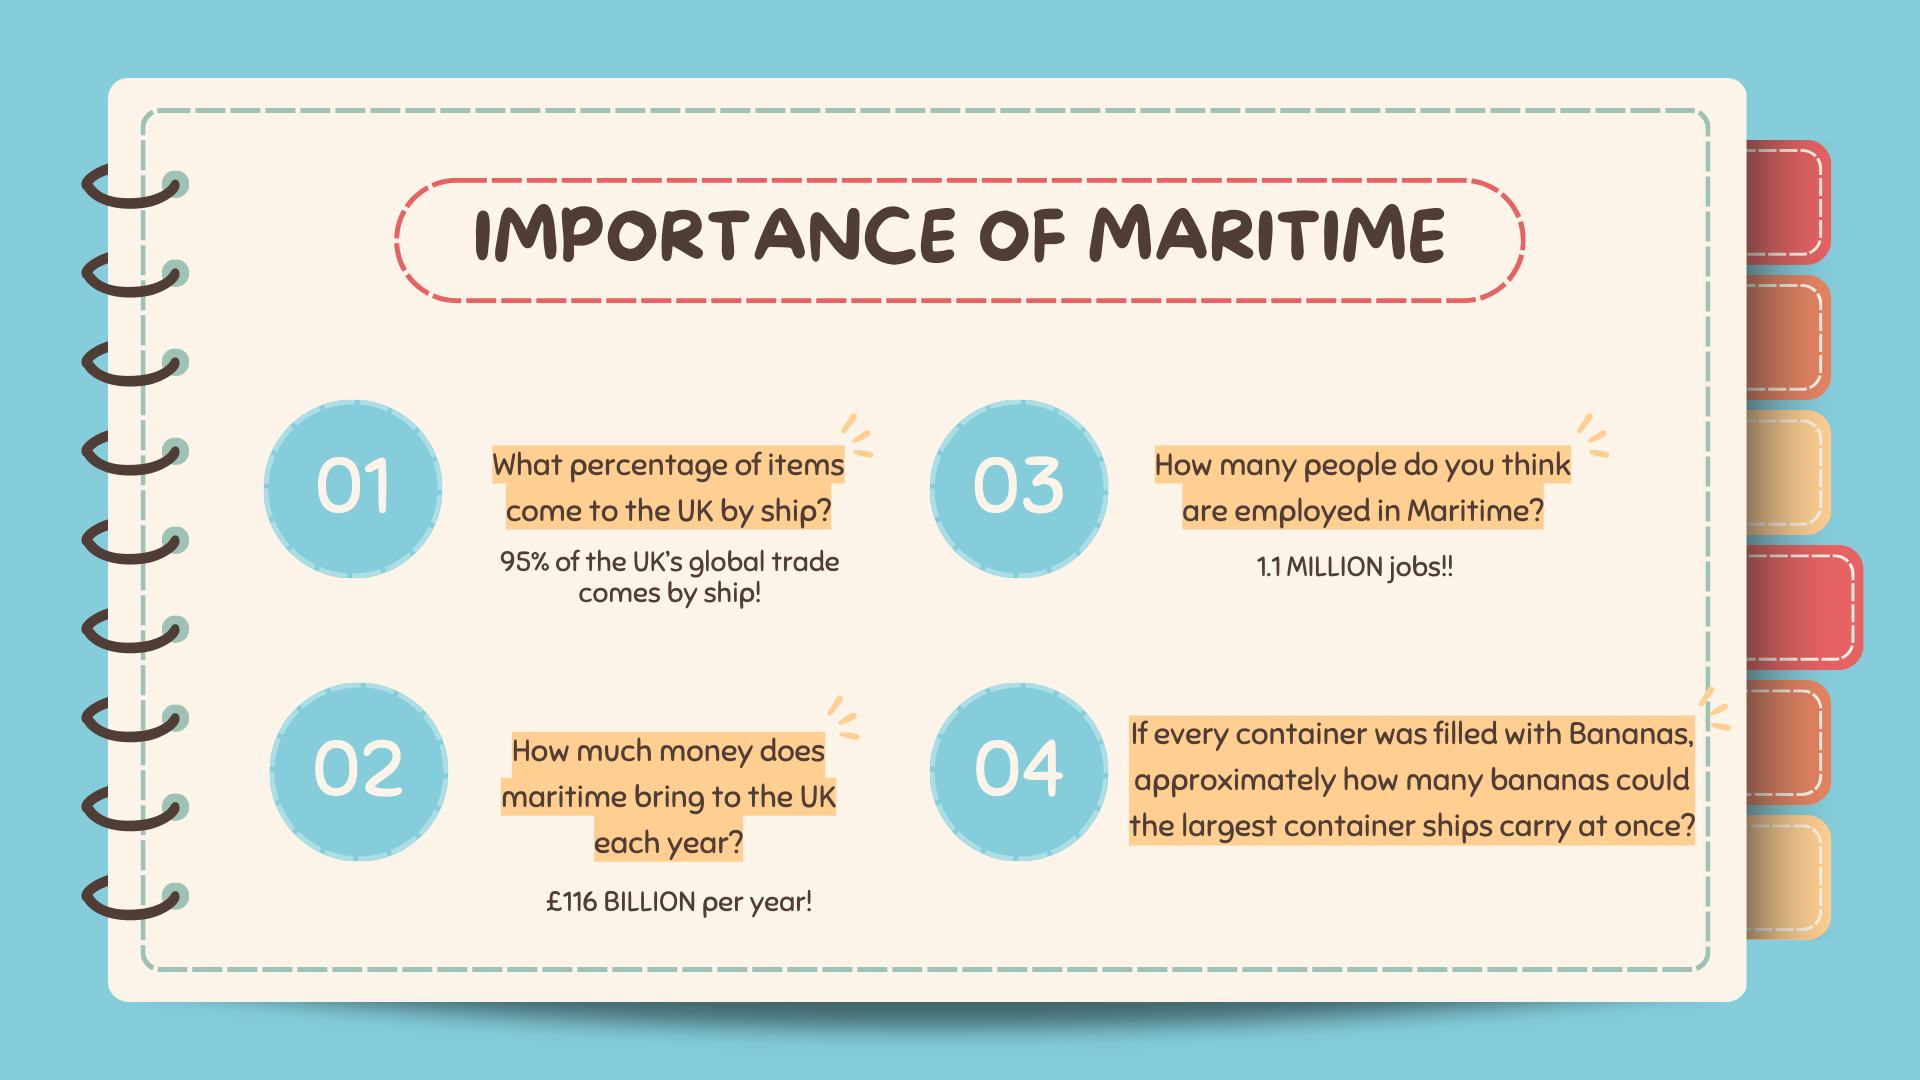 IMPORTANCE OF MARITIME
01
What percentage of items
come to the UK by ship?
95% of the UK's global trade
comes by ship!
02
How much money does
maritime bring to the UK
each year?
£116 BILLION per year!
03
How many people do you think
are employed in Maritime?
1.1 MILLION jobs!!
04
If every container was filled with Bananas,
approximately how many bananas could
the largest container ships carry at once?